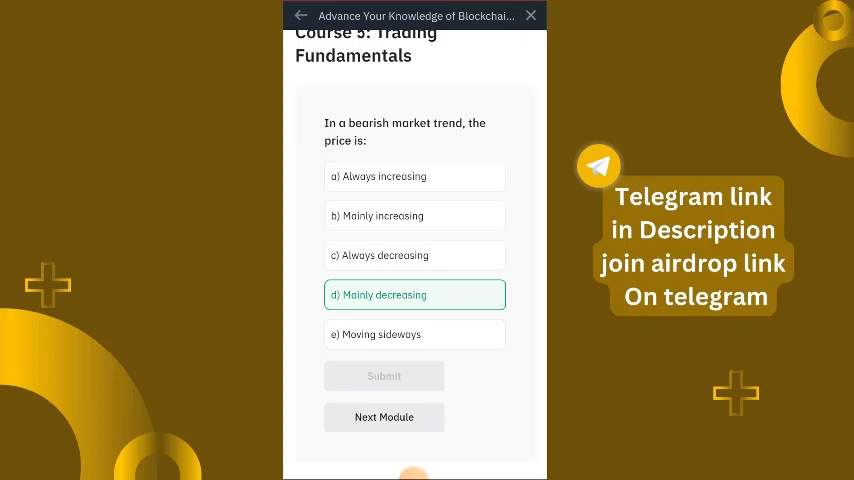 Advance Your Knowledge of Blockchai...
Course 5: Trading
Fundamentals
In a bearish market trend, the
price is:
a) Always increasing
b) Mainly increasing
c) Always decreasing
d) Mainly decreasing
e) Moving sideways
Submit
Next Module
Telegram link
in Description
join airdrop link
On telegram